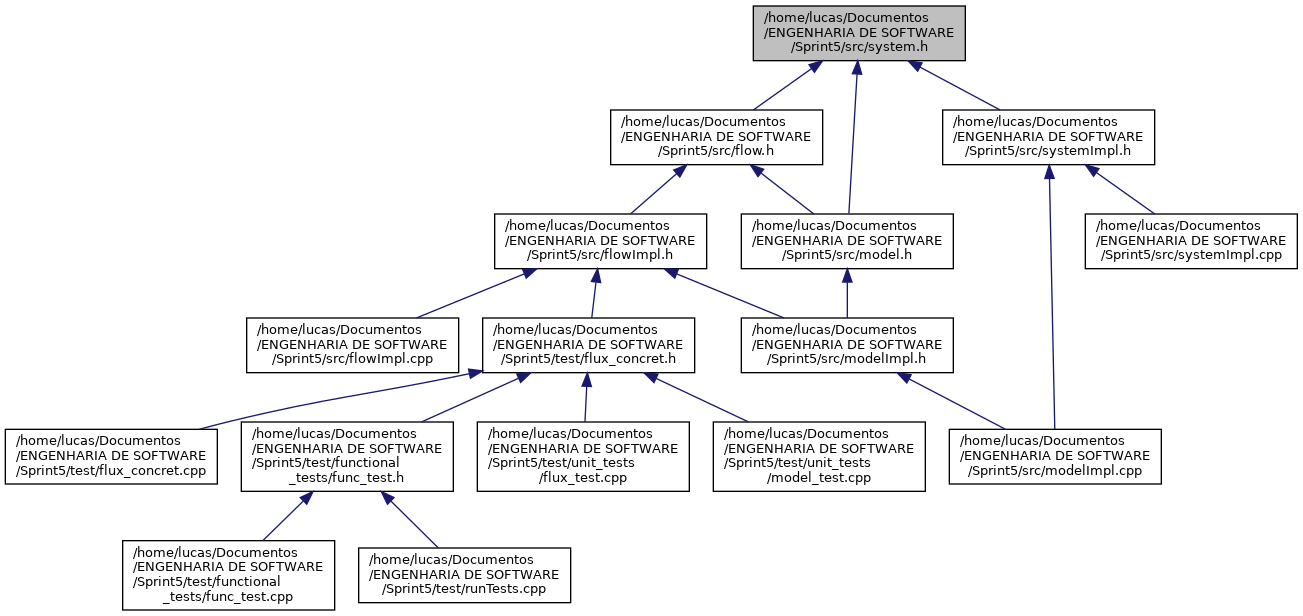 /home/lucas/Documentos
/ENGENHARIA DE SOFTWARE
/Sprint5/src/system.h
/home/lucas/Documentos
/ENGENHARIA DE SOFTWARE
/Sprint5/src/flow.h
/home/lucas/Documentos
/ENGENHARIA DE SOFTWARE
/Sprint5/src/systemImpl.h
/home/lucas/Documentos
/ENGENHARIA DE SOFTWARE
/Sprint5/src/flowImpl.h
/home/lucas/Documentos
/ENGENHARIA DE SOFTWARE
/Sprint5/src/model.h
/home/lucas/Documentos
/ENGENHARIA DE SOFTWARE
/Sprint5/src/systemImpl.cpp
/home/lucas/Documentos
/ENGENHARIA DE SOFTWARE
/Sprint5/src/flowImpl.cpp
/home/lucas/Documentos
/ENGENHARIA DE SOFTWARE
/Sprint5/test/flux_concret.h
/home/lucas/Documentos
/ENGENHARIA DE SOFTWARE
/Sprint5/src/modelImpl.h
/home/lucas/Documentos
/ENGENHARIA DE SOFTWARE
/Sprint5/test/flux_concret.cpp
/home/lucas/Documentos
/ENGENHARIA DE SOFTWARE
/Sprint5/test/functional
_tests/func_test.h
/home/lucas/Documentos
/ENGENHARIA DE SOFTWARE
/Sprint5/test/unit_tests
/flux_test.cpp
/home/lucas/Documentos
/ENGENHARIA DE SOFTWARE
/Sprint5/test/unit_tests
/model_test.cpp
/home/lucas/Documentos
/ENGENHARIA DE SOFTWARE
/Sprint5/src/modelImpl.cpp
/home/lucas/Documentos
/ENGENHARIA DE SOFTWARE
/Sprint5/test/functional
_tests/func_test.cpp
/home/lucas/Documentos
/ENGENHARIA DE SOFTWARE
/Sprint5/test/runTests.cpp